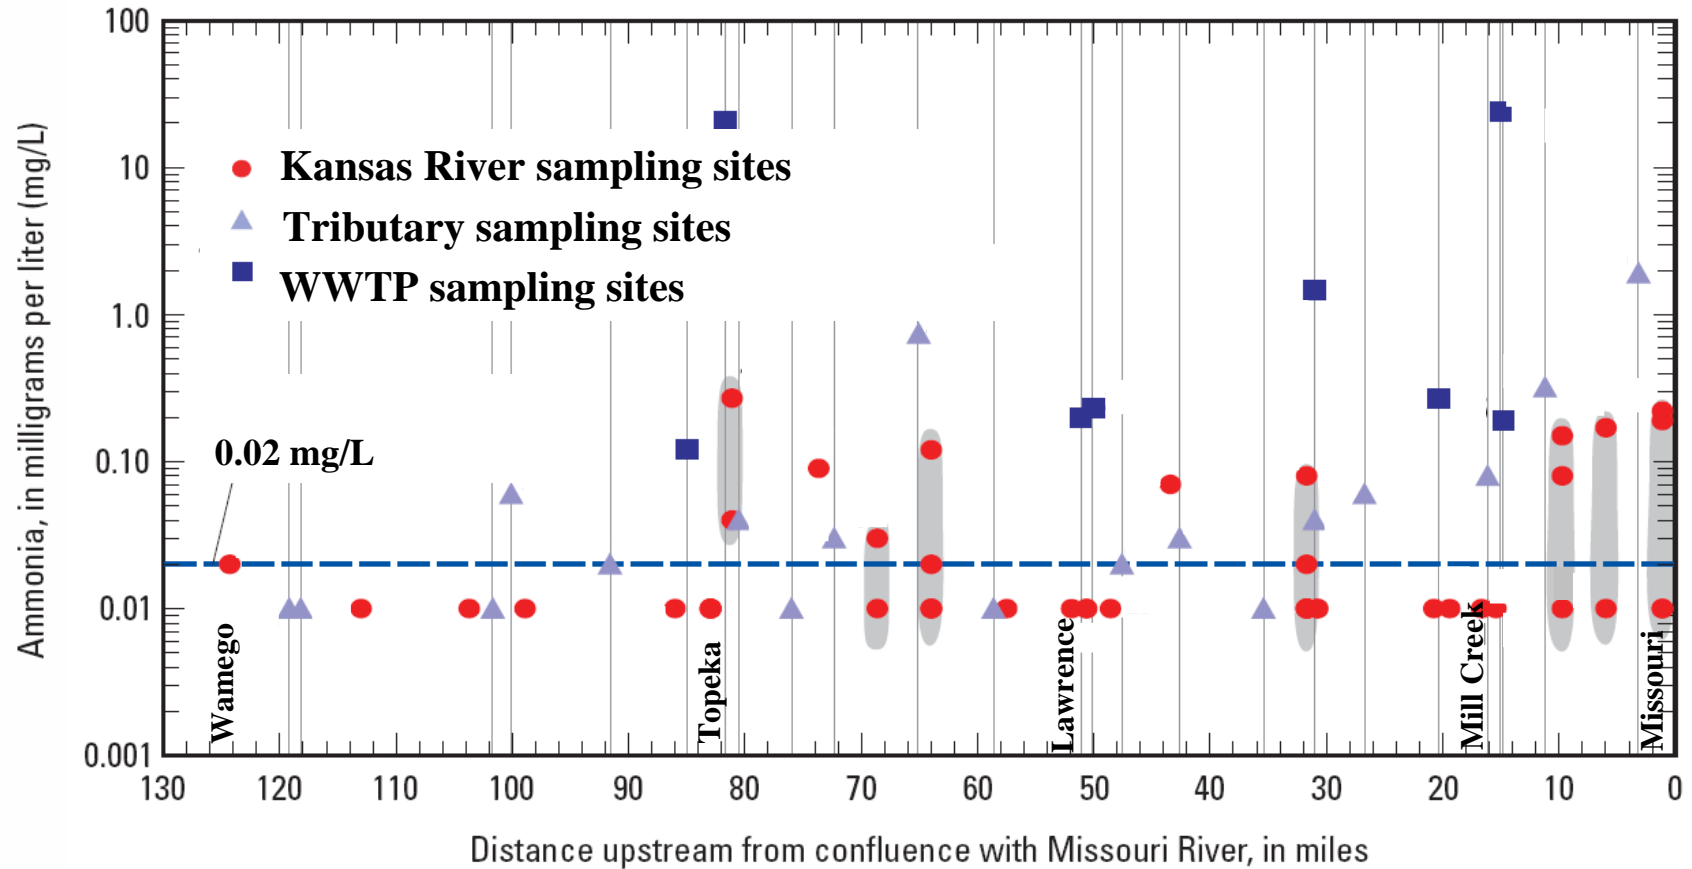 100
10
1.0
0.10
0.01
0.001
Ammonia, in milligrams per liter (mg/L)
Kansas River sampling sites
Tributary sampling sites
WWTP sampling sites
0.02 mg/L
Wamego
Topeka
Lawrence
Mill Creek
Missouri
130 120 110 100 90 80 70 60 50 40 30 20 10 0
Distance upstream from confluence with Missouri River, in miles